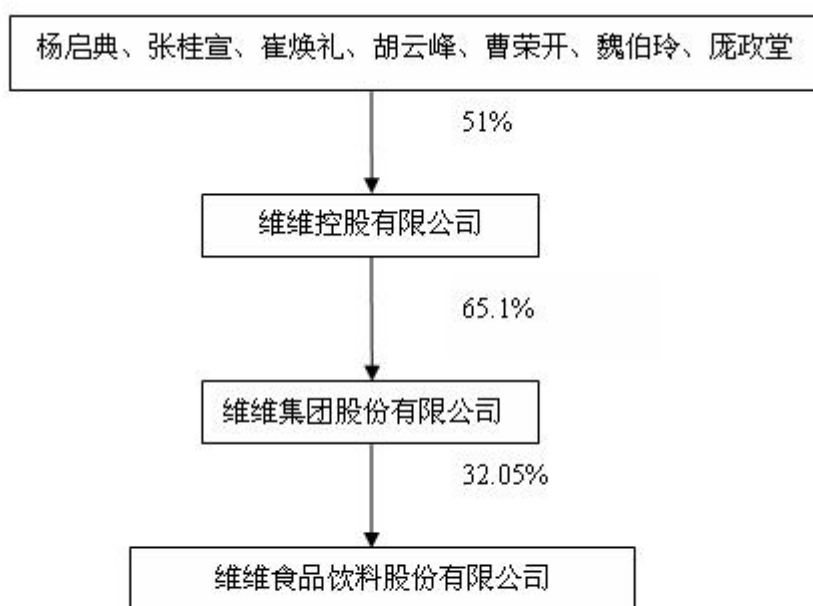 杨启典、张桂宣、崔焕礼、胡云峰、曹荣开、魏伯玲、庞政堂
51%
维维控股有限公司
65.1%
维维集团股份有限公司
32.05%
维维食品饮料股份有限公司